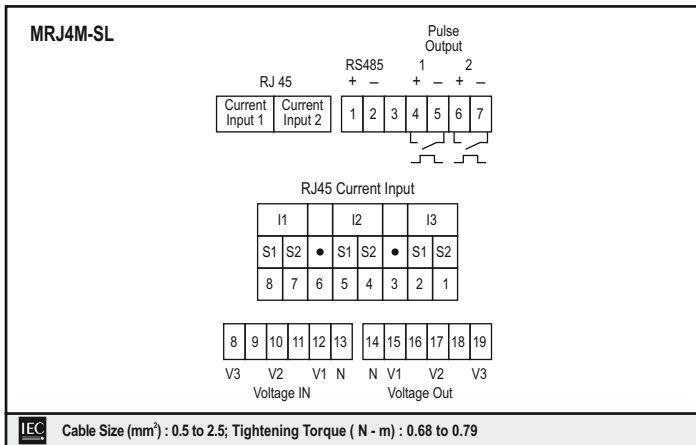 MRJ4M-SL
Pulse
Output
RS485 1 2
RJ 45 + – + – + –
Current Input 1 Current Input 2 1 2 3 4 5 6 7
RJ45 Current Input
I1 I2 I3
S1 S2 • S1 S2 • S1 S2
8 7 6 5 4 3 2 1
8 9 10 11 12 13 14 15 16 17 18 19
V3 V2 V1 N N V1 V2 V3
Voltage IN Voltage Out
IEC Cable Size (mm²) : 0.5 to 2.5; Tightening Torque ( N - m) : 0.68 to 0.79